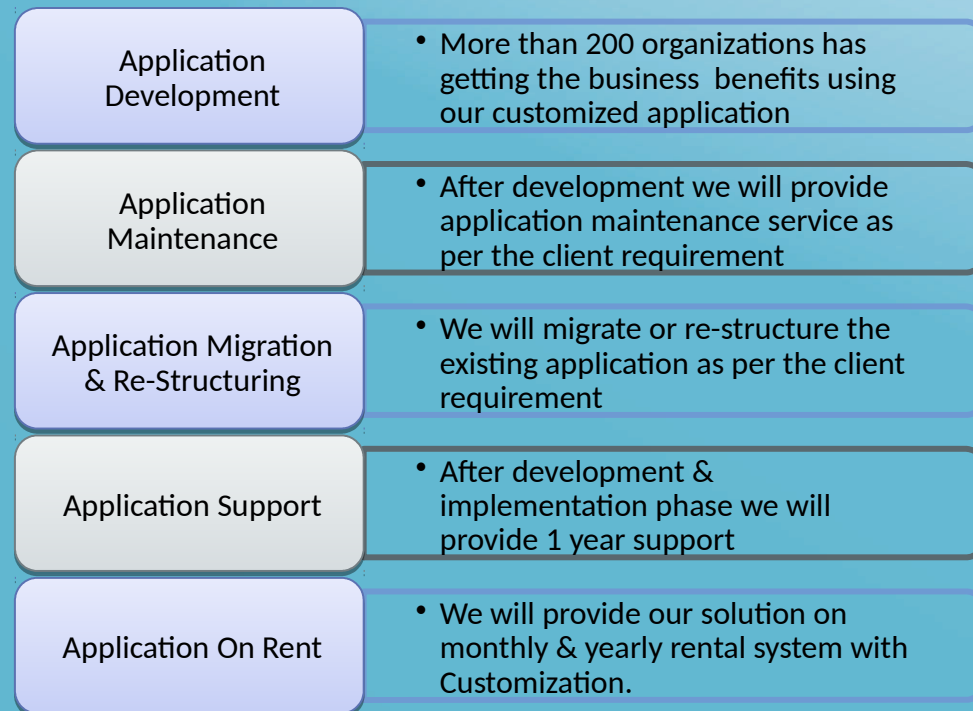 Application
Development
• More than 200 organizations has
getting the business  benefits using
our customized application
Application
Maintenance
• After development we will provide
application maintenance service as
per the client requirement
Application Migration
& Re-Structuring
• We will migrate or re-structure the
existing application as per the client
requirement
Application Support
• After development &
implementation phase we will
provide 1 year support
Application On Rent
• We will provide our solution on
monthly & yearly rental system with
Customization.